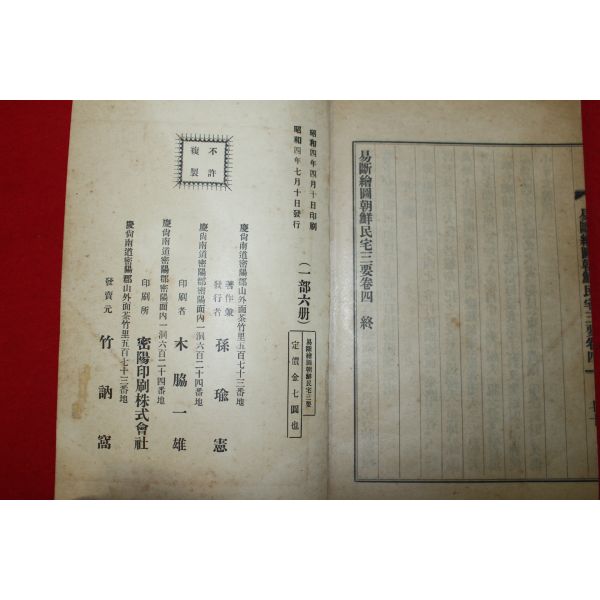 易斷繪圖朝鮮民宅三要卷四 終
昭和四年四月十日印刷
昭和四年七月十日發行
(一部六册)
易斷繪圖朝鮮民宅三要
定價金七圓也
不許
複製
慶尙南道密陽郡山外面茶竹里五百七十三番地
著作兼
發行者 孫瑜憲
慶尙南道密陽郡密陽面內一洞六百二十四番地
印刷者 木脇一雄
慶尙南道密陽郡密陽面內一洞六百二十四番地
印刷所 密陽印刷株式會社
慶尙南道密陽郡山外面茶竹里五百七十三番地
發賣元 竹訥窩